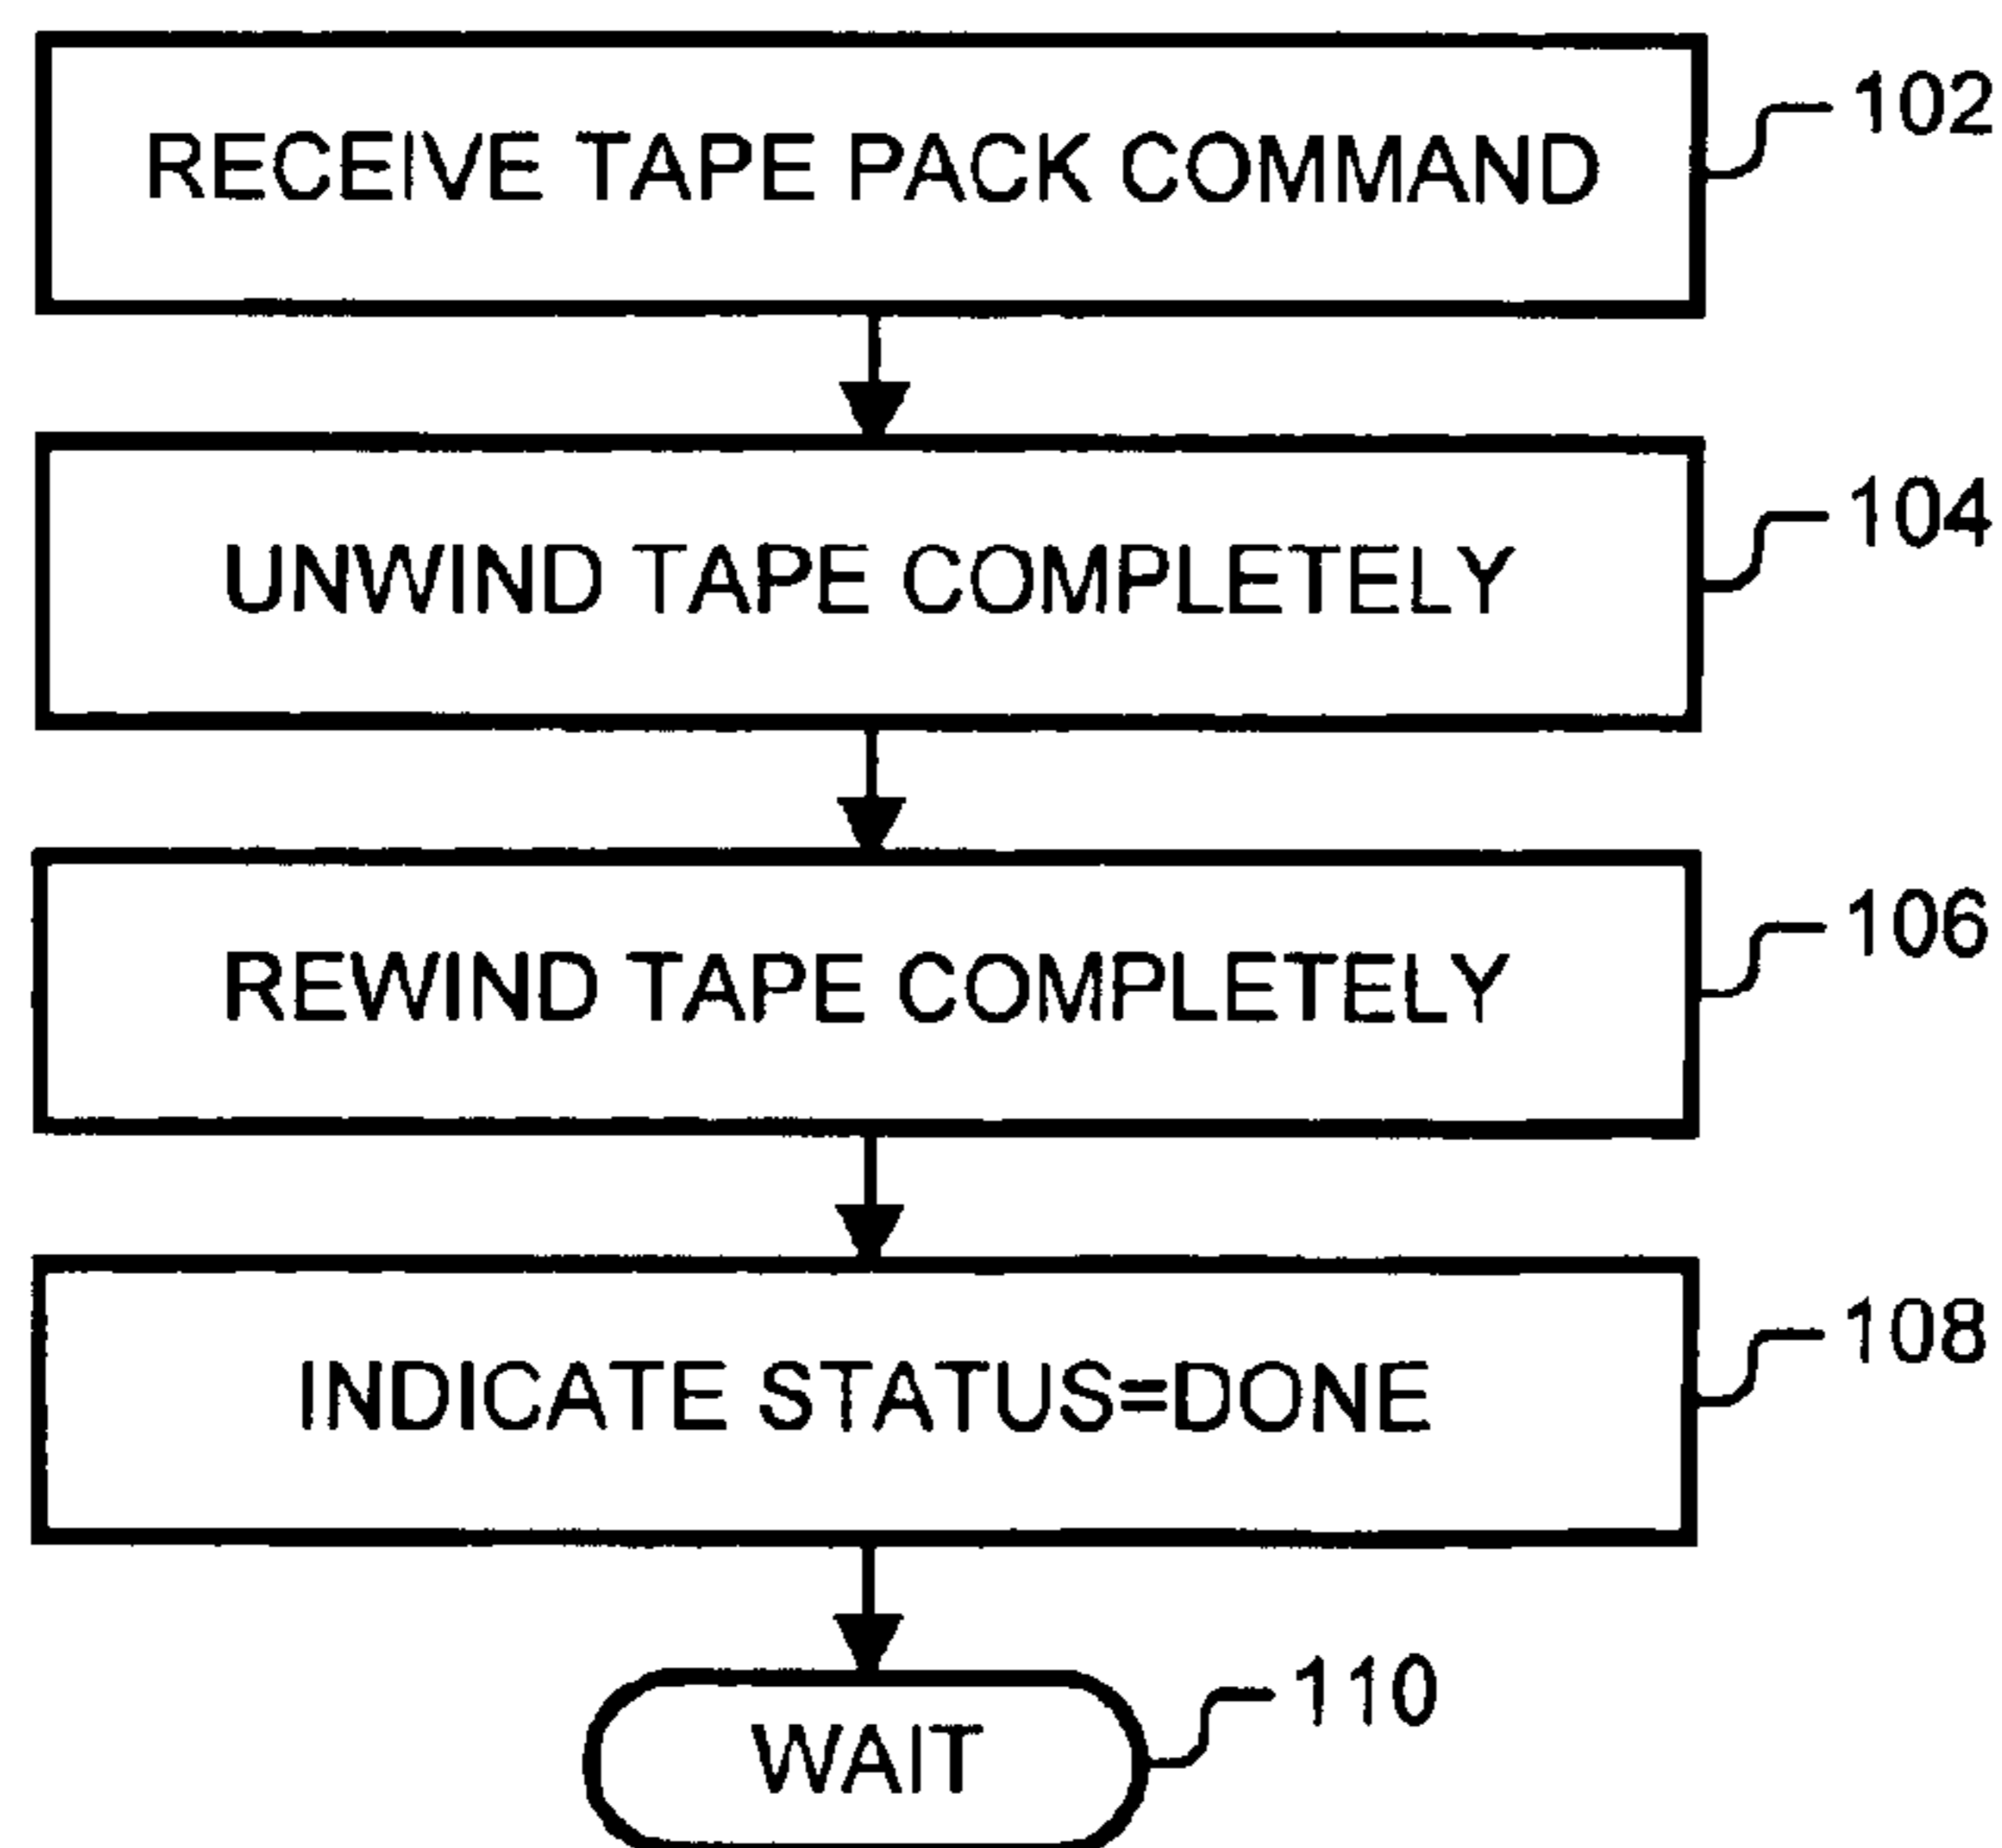 RECEIVE TAPE PACK COMMAND
102
UNWIND TAPE COMPLETELY
104
REWIND TAPE COMPLETELY
106
INDICATE STATUS=DONE
108
WAIT
110